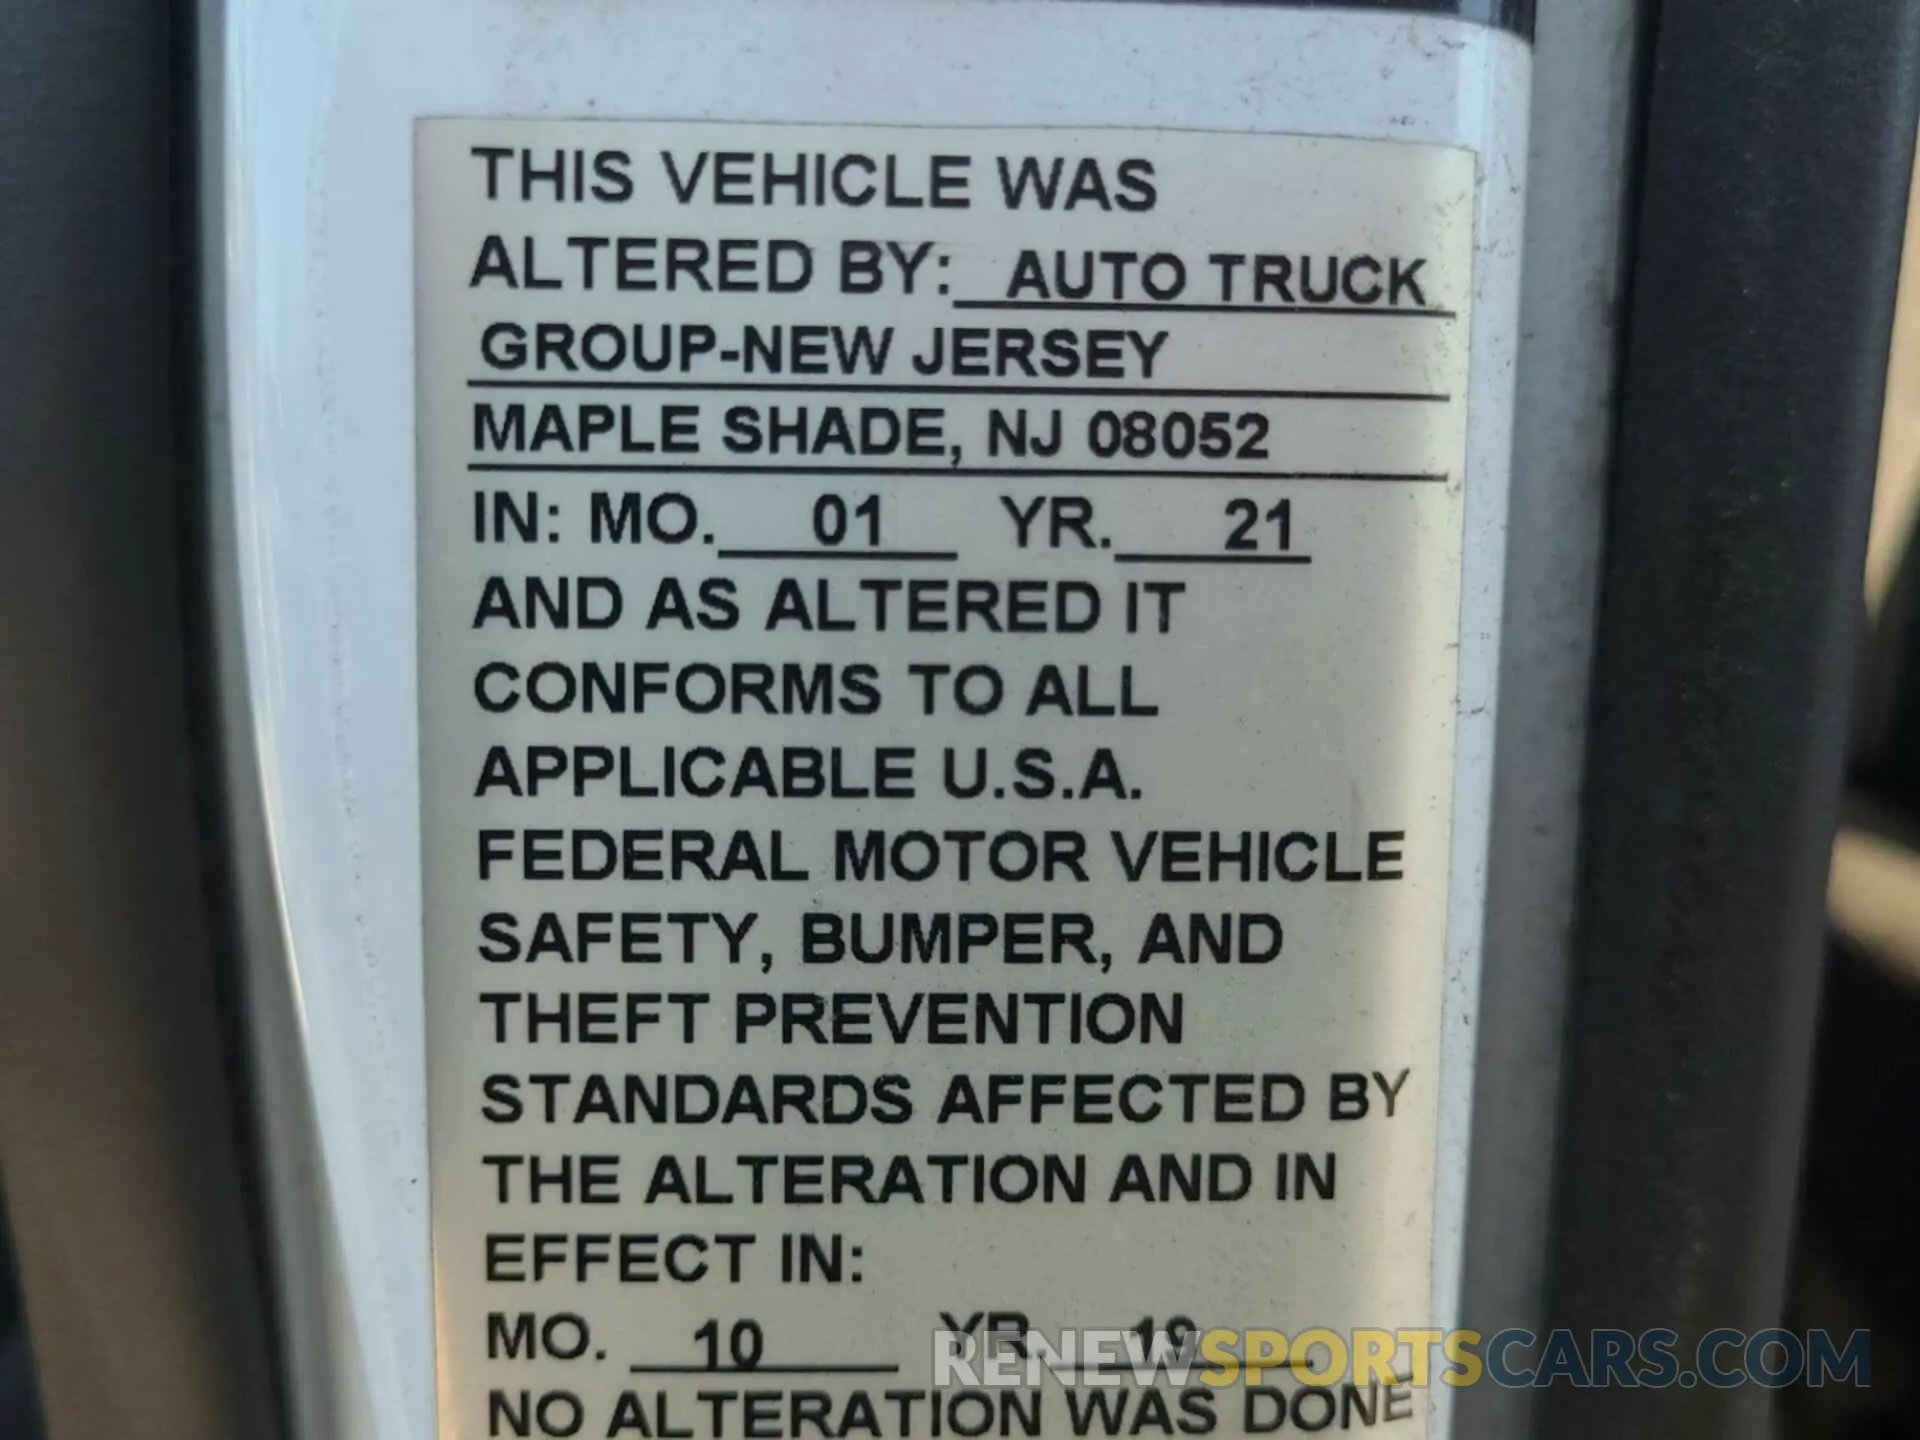 THIS VEHICLE WAS
ALTERED BY: AUTO TRUCK
GROUP-NEW JERSEY
MAPLE SHADE, NJ 08052
IN: MO. 01 YR. 21
AND AS ALTERED IT
CONFORMS TO ALL
APPLICABLE U.S.A.
FEDERAL MOTOR VEHICLE
SAFETY, BUMPER, AND
THEFT PREVENTION
STANDARDS AFFECTED BY
THE ALTERATION AND IN
EFFECT IN:
MO. 10 YR. 19
RENEWSPORTSCARS.COM
NO ALTERATION WAS DONE